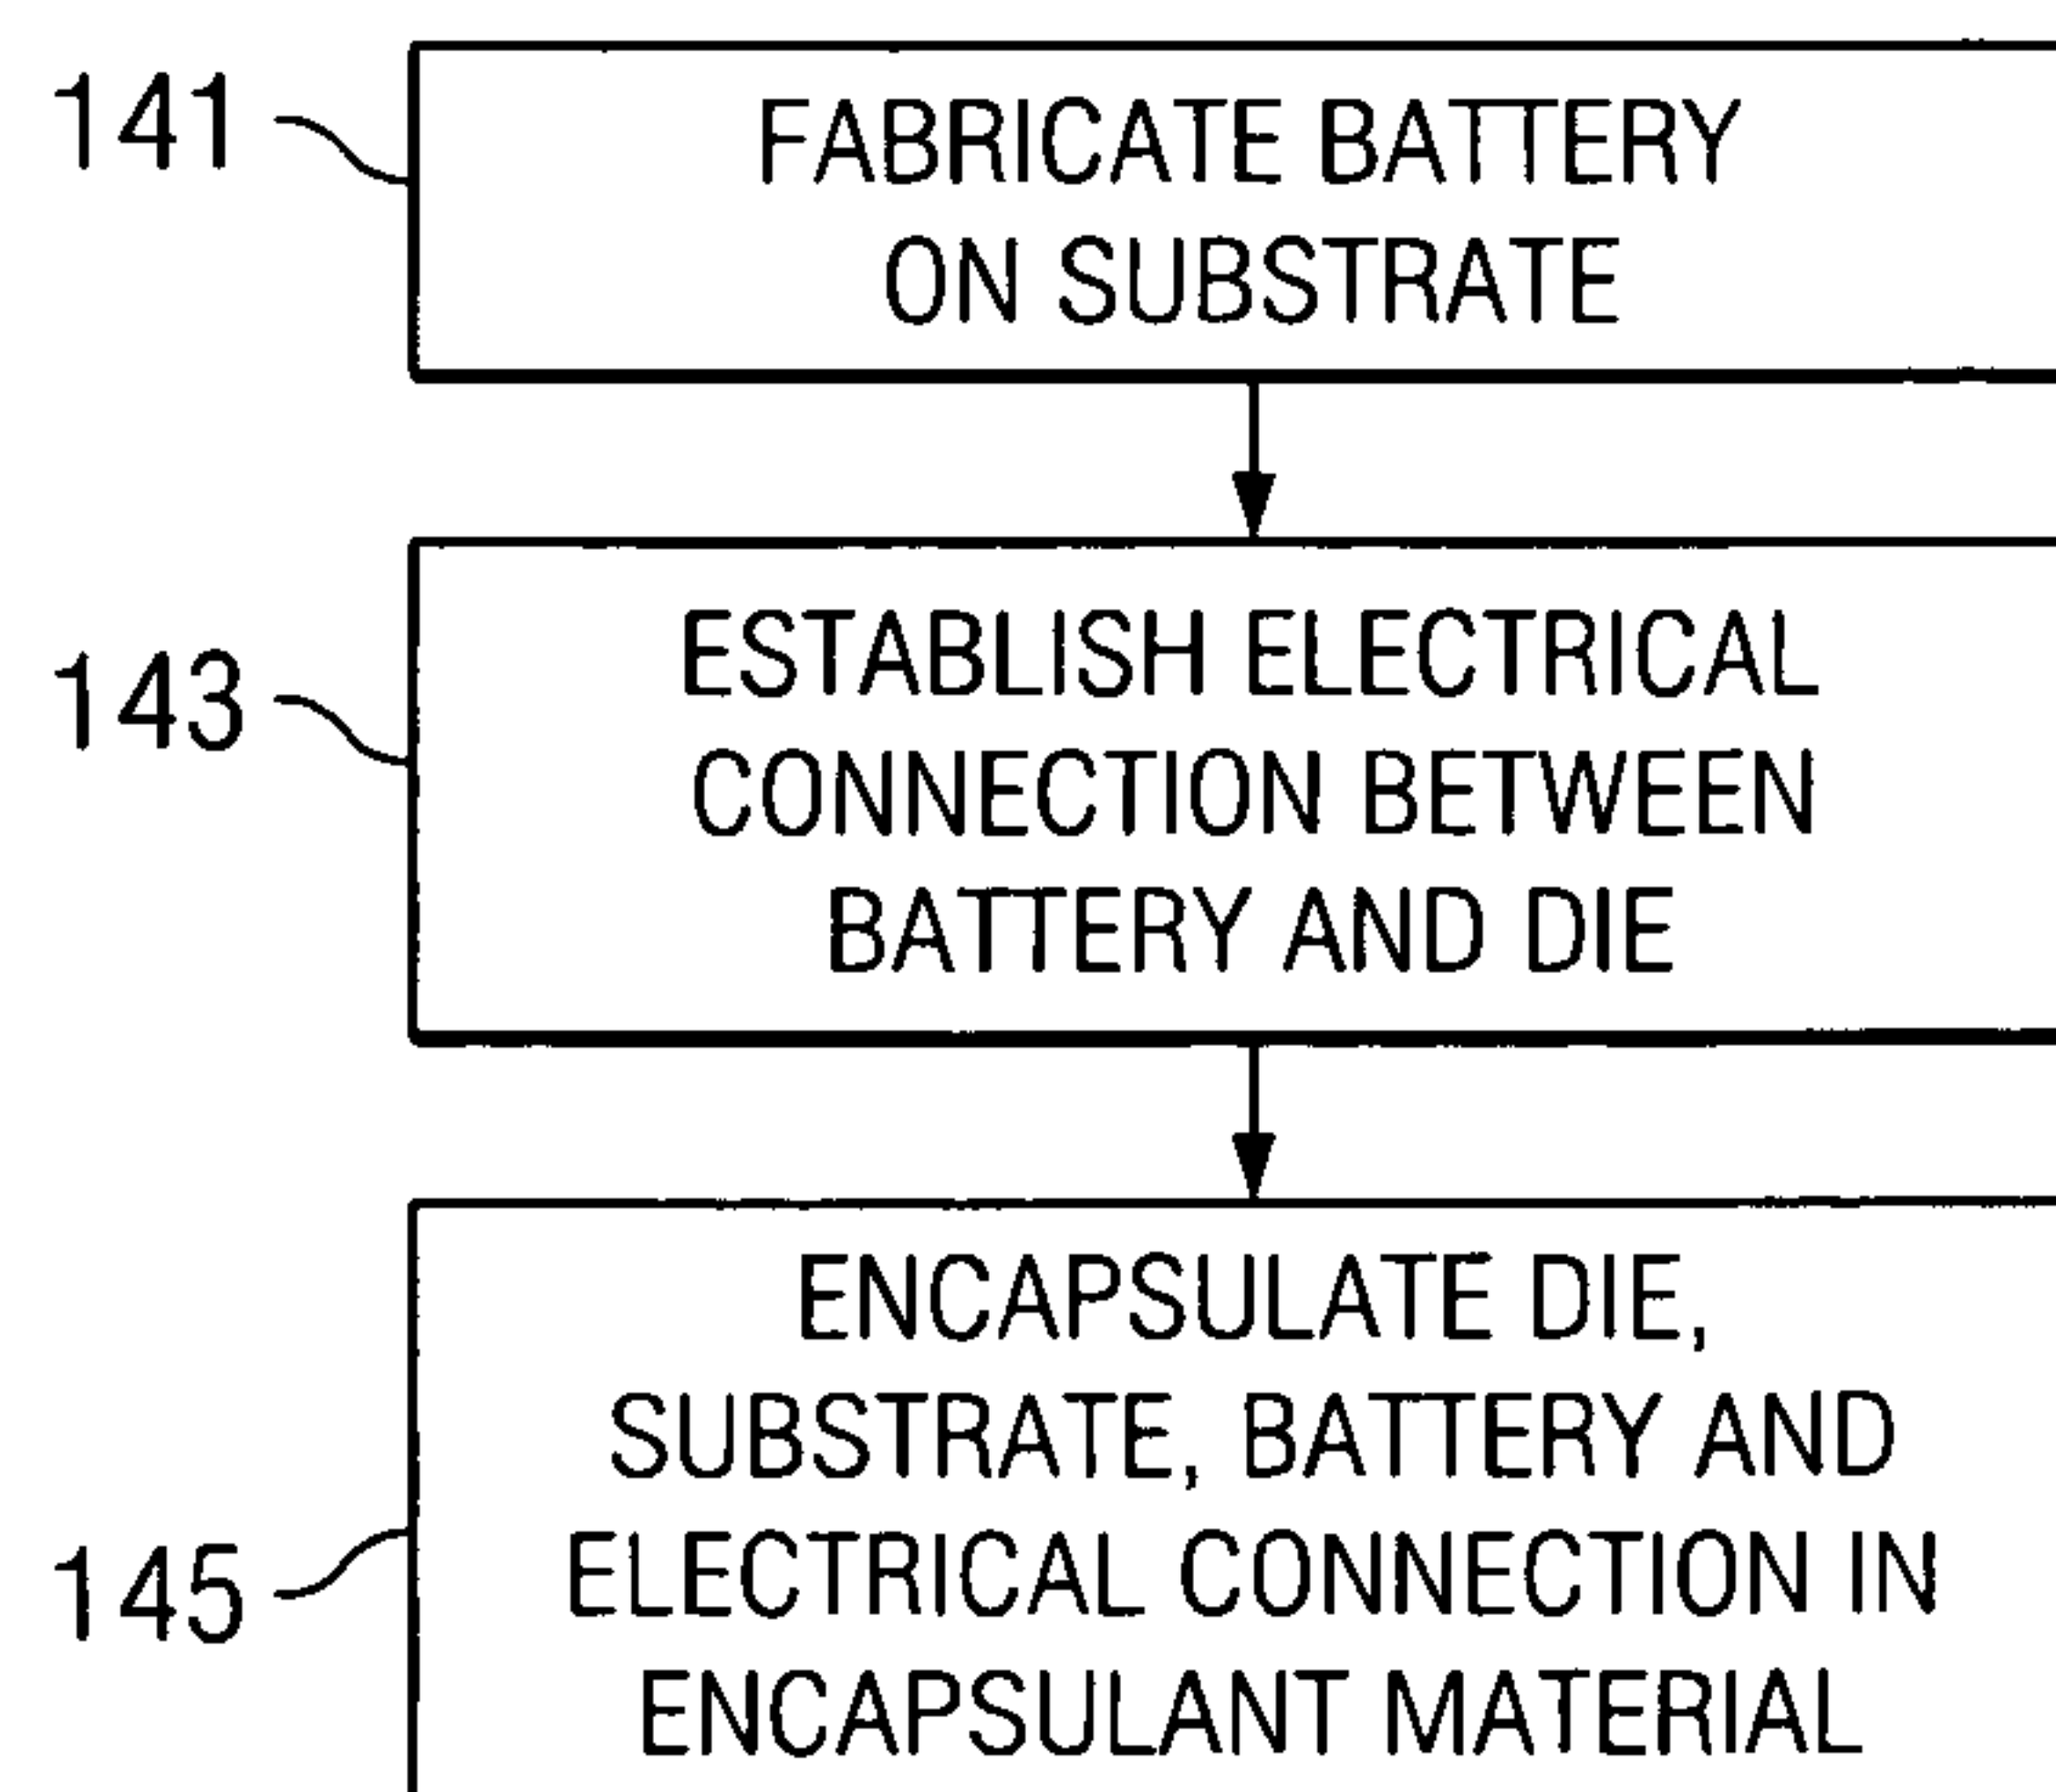 141
FABRICATE BATTERY
ON SUBSTRATE
143
ESTABLISH ELECTRICAL
CONNECTION BETWEEN
BATTERY AND DIE
145
ENCAPSULATE DIE,
SUBSTRATE, BATTERY AND
ELECTRICAL CONNECTION IN
ENCAPSULANT MATERIAL